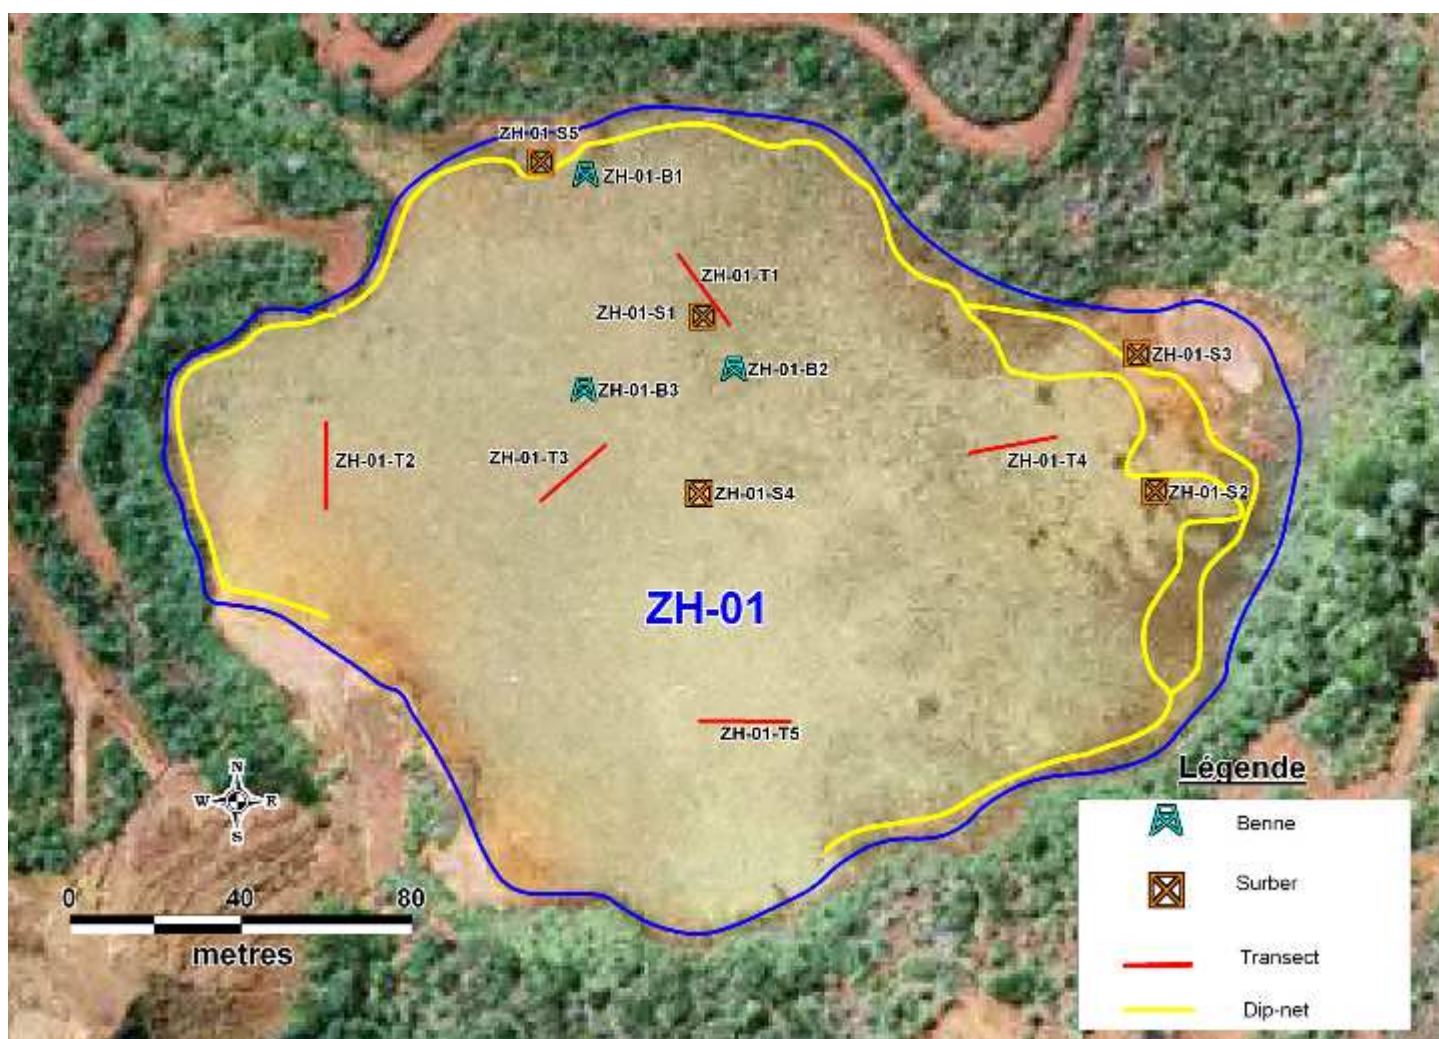 ZH-01-S5
ZH-01-B1
ZH-01-T1
ZH-01-S1
ZH-01-S3
ZH-01-B2
ZH-01-B3
ZH-01-T2
ZH-01-T3
ZH-01-T4
ZH-01-S4
ZH-01-S2
ZH-01
ZH-01-T5
N
W E
S
Légende
Benne
Surber
Transect
Dip-net
0 40 80
metres